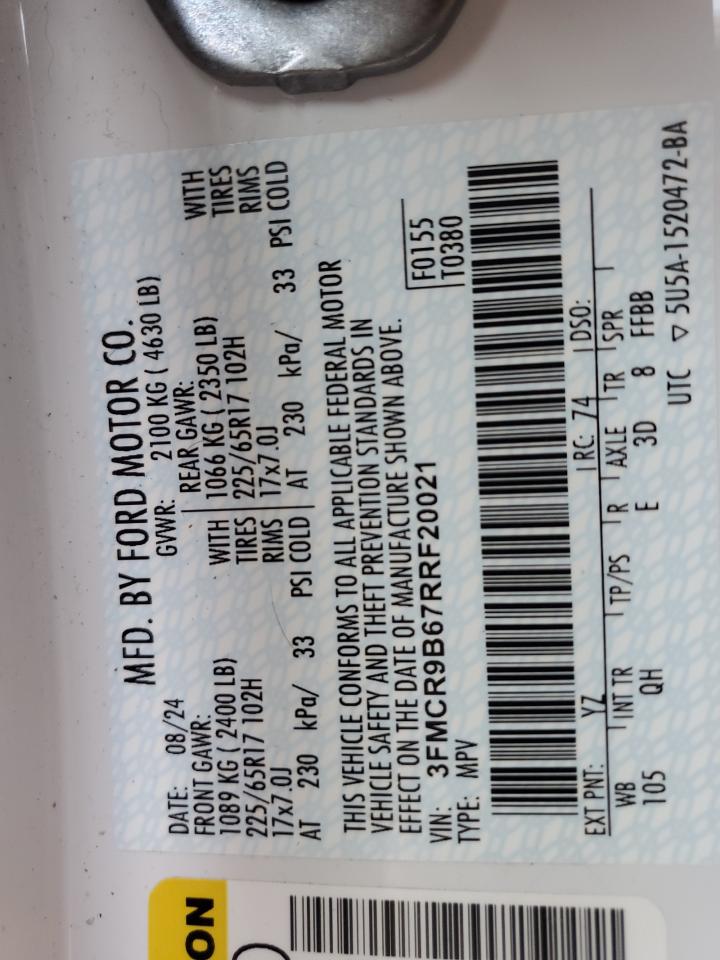 MFD. BY FORD MOTOR CO.
DATE: 08/24 GVWR: 2100 KG ( 4630 LB)
FRONT GAWR: REAR GAWR:
1089 KG ( 2400 LB) WITH 1066 KG ( 2350 LB) WITH
225/65R17 102H TIRES 225/65R17 102H TIRES
17x7.0J RIMS 17x7.0J RIMS
AT 230 kPa/ 33 PSI COLD AT 230 kPa/ 33 PSI COLD
THIS VEHICLE CONFORMS TO ALL APPLICABLE FEDERAL MOTOR
VEHICLE SAFETY AND THEFT PREVENTION STANDARDS IN
EFFECT ON THE DATE OF MANUFACTURE SHOWN ABOVE.
VIN: 3FMCR9B67RRF20021 F0155
TYPE: MPV T0380
EXT PNT: YZ RC: 74 DSO:
WB INT TR TP/PS R AXLE TR SPR
105 QH E 3D 8 FFBB
UTC ▽ 5U5A-1520472-BA
ON